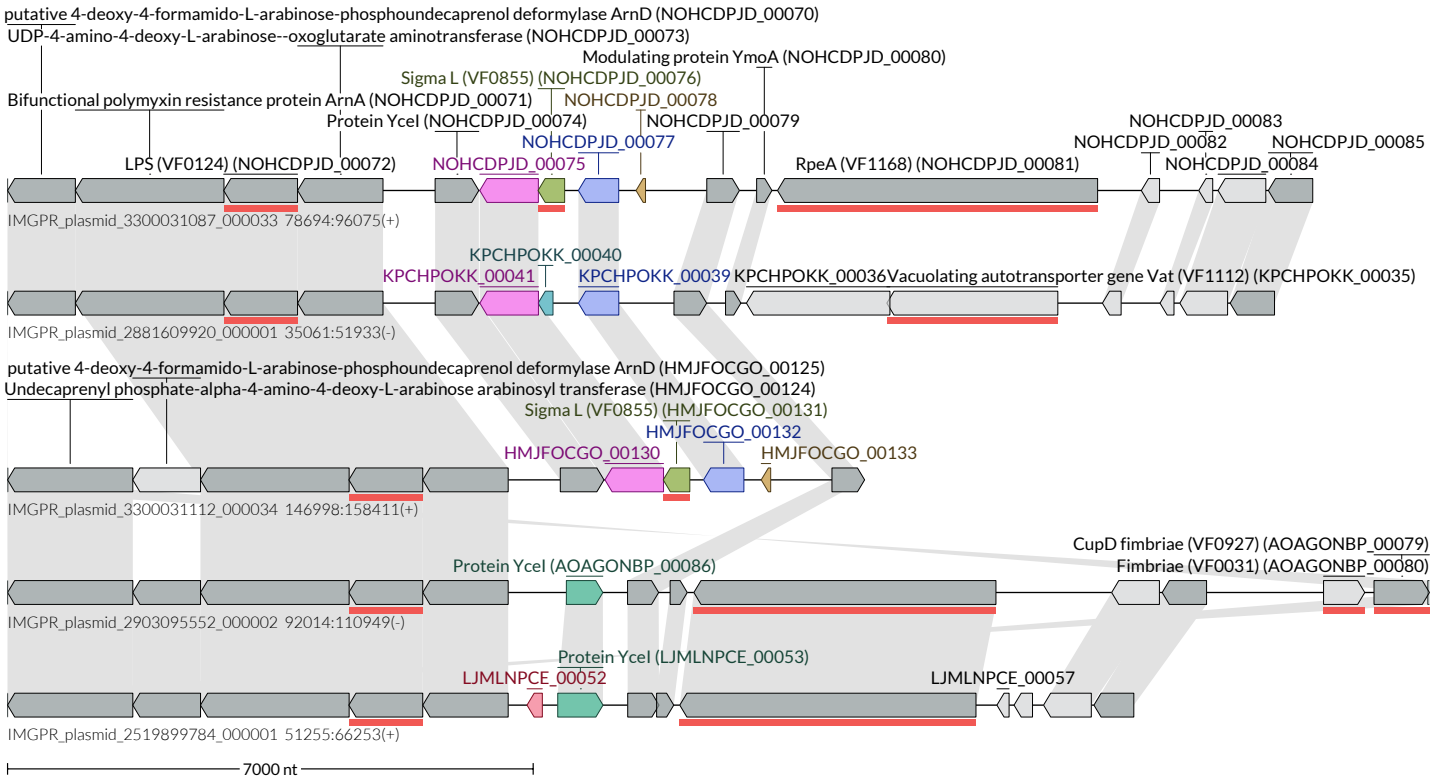 putative 4-deoxy-4-formamido-L-arabinose-phosphoundecaprenol deformylase ArnD (NOHCDPJD_00070)
UDP-4-amino-4-deoxy-L-arabinose--oxoglutarate aminotransferase (NOHCDPJD_00073)
Modulating protein YmoA (NOHCDPJD_00080)
Sigma L (VF0855) (NOHCDPJD_00076)
Bifunctional polymyxin resistance protein ArnA (NOHCDPJD_00071) NOHCDPJD_00078
Protein YceI (NOHCDPJD_00074) NOHCDPJD_00079 NOHCDPJD_00083
NOHCDPJD_00077 NOHCDPJD_00082 NOHCDPJD_00085
LPS (VF0124) (NOHCDPJD_00072) NOHCDPJD_00075 RpeA (VF1168) (NOHCDPJD_00081) NOHCDPJD_00084
IMGPR_plasmid_3300031087_000033 78694:96075(+)
KPCHPOKK_00040
KPCHPOKK_00041 KPCHPOKK_00039 KPCHPOKK_00036 Vacuolating autotransporter gene Vat (VF1112) (KPCHPOKK_00035)
IMGPR_plasmid_2881609920_000001 35061:51933(-)
putative 4-deoxy-4-formamido-L-arabinose-phosphoundecaprenol deformylase ArnD (HMJFOCGO_00125)
Undecaprenyl phosphate-alpha-4-amino-4-deoxy-L-arabinose arabinosyl transferase (HMJFOCGO_00124)
Sigma L (VF0855) (HMJFOCGO_00131)
HMJFOCGO_00132
HMJFOCGO_00130 HMJFOCGO_00133
IMGPR_plasmid_3300031112_000034 146998:158411(+)
CupD fimbriae (VF0927) (AOAGONBP_00079)
Protein YceI (AOAGONBP_00086) Fimbriae (VF0031) (AOAGONBP_00080)
IMGPR_plasmid_2903095552_000002 92014:110949(-)
Protein YceI (LJMLNPCE_00053)
LJMLNPCE_00052 LJMLNPCE_00057
IMGPR_plasmid_2519899784_000001 51255:66253(+)
7000 nt